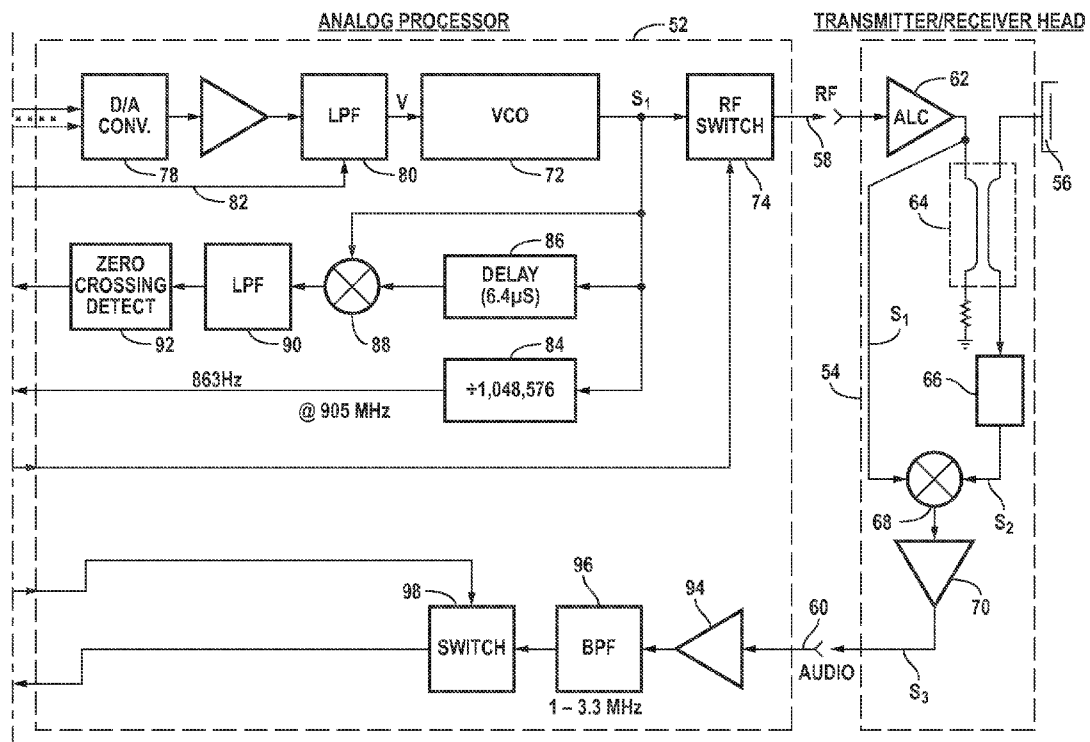 ANALOG PROCESSOR
TRANSMITTER/RECEIVER HEAD
52
D/A
CONV.
78
LPF
80
V
VCO
72
S1
RF
SWITCH
74
RF
58
62
ALC
56
82
64
86
DELAY
(6.4µS)
88
LPF
90
ZERO
CROSSING
DETECT
92
84
÷1,048,576
863Hz
@ 905 MHz
S1
54
66
68
S2
70
98
SWITCH
96
BPF
1 – 3.3 MHz
94
60
AUDIO
S3